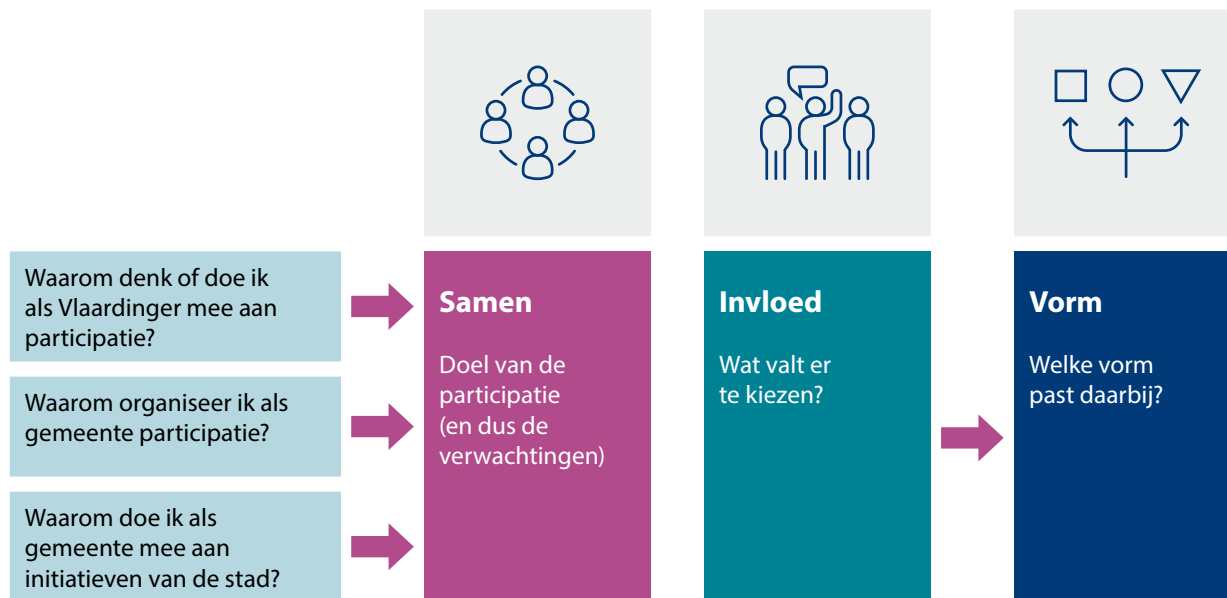 Waarom denk of doe ik
als Vlaardinger mee aan
participatie?
Waarom organiseer ik als
gemeente participatie?
Waarom doe ik als
gemeente mee aan
initiatieven van de stad?
Samen
Doel van de
participatie
(en dus de
verwachtingen)
Invloed
Wat valt er
te kiezen?
Vorm
Welke vorm
past daarbij?